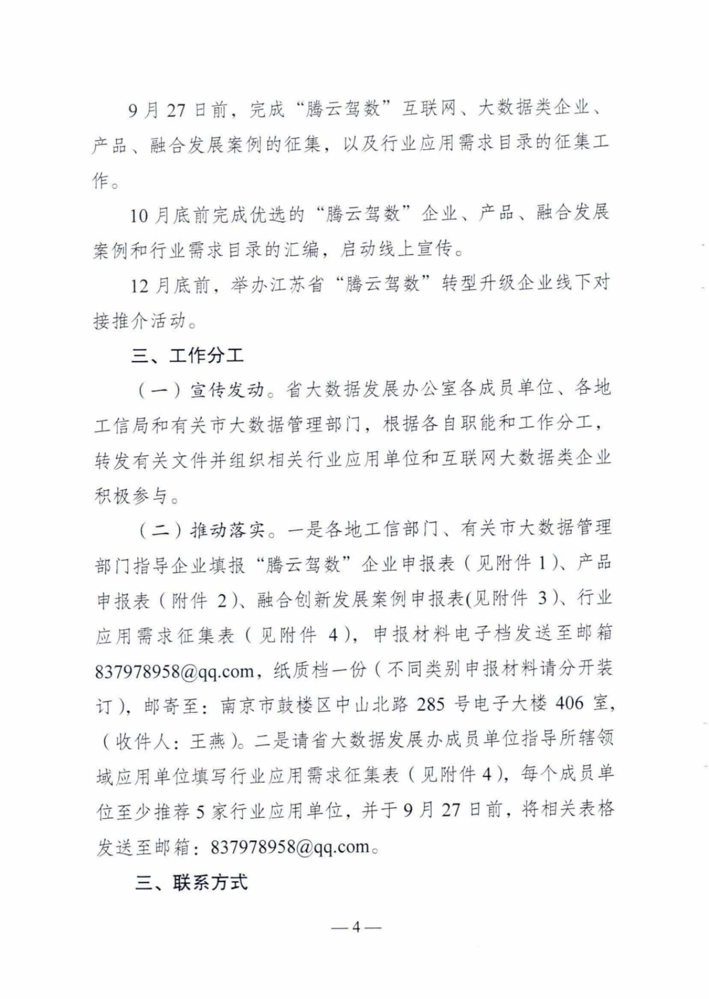 9 月 27 日前，完成“腾云驾数”互联网、大数据类企业、
产品、融合发展案例的征集，以及行业应用需求目录的征集工
作。
10 月底前完成优选的“腾云驾数”企业、产品、融合发展
案例和行业需求目录的汇编，启动线上宣传。
12 月底前，举办江苏省“腾云驾数”转型升级企业线下对
接推介活动。
三、工作分工
（一）宣传发动。省大数据发展办公室各成员单位、各地
工信局和有关市大数据管理部门，根据各自职能和工作分工，
转发有关文件并组织相关行业应用单位和互联网大数据类企业
积极参与。
（二）推动落实。一是各地工信部门、有关市大数据管理
部门指导企业填报“腾云驾数”企业申报表（见附件 1）、产品
申报表（附件 2）、融合创新发展案例申报表(见附件 3）、行业
应用需求征集表（见附件 4），申报材料电子档发送至邮箱
837978958@qq.com，纸质档一份（不同类别申报材料请分开装
订），邮寄至：南京市鼓楼区中山北路 285 号电子大楼 406 室，
（收件人：王燕）。二是请省大数据发展办成员单位指导所辖领
域应用单位填写行业应用需求征集表（见附件 4），每个成员单
位至少推荐 5 家行业应用单位，并于 9 月 27 日前，将相关表格
发送至邮箱：837978958@qq.com。
三、联系方式
— 4 —